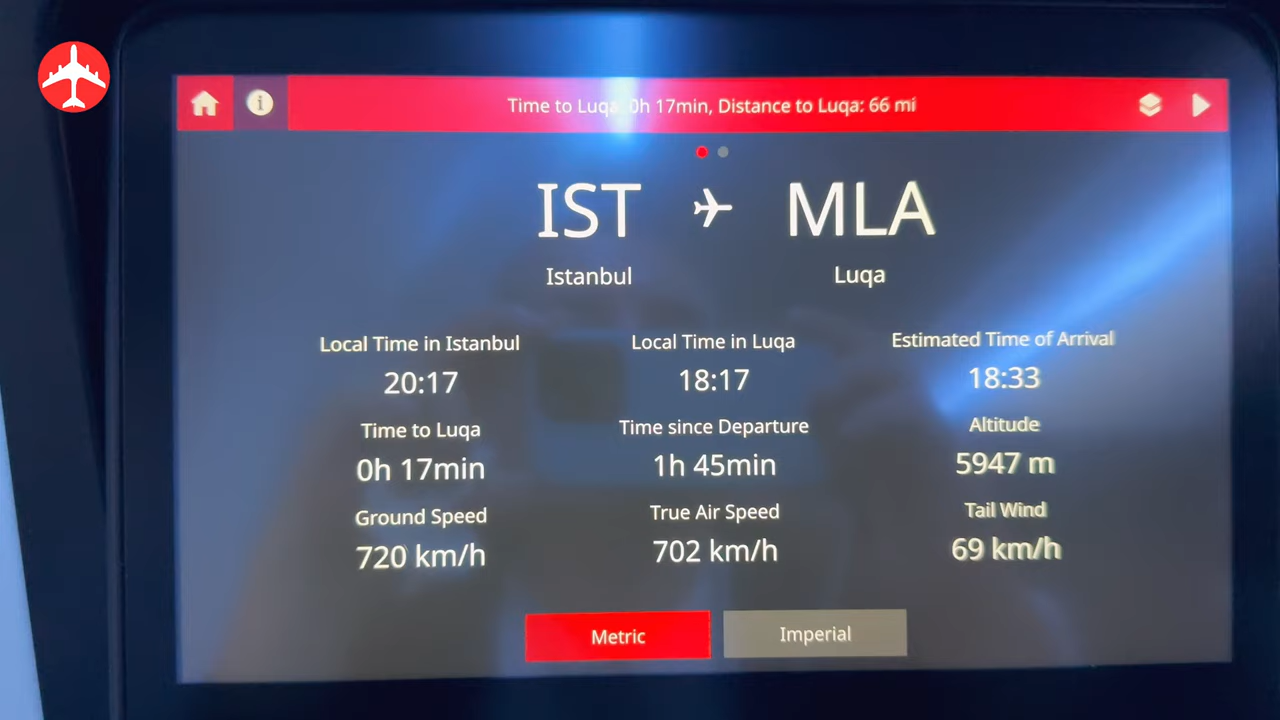 Time to Luqa: 0h 17min, Distance to Luqa: 66 mi
IST MLA
Istanbul Luqa
Local Time in Istanbul Local Time in Luqa Estimated Time of Arrival
20:17 18:17 18:33
Time to Luqa Time since Departure Altitude
0h 17min 1h 45min 5947 m
Ground Speed True Air Speed Tail Wind
720 km/h 702 km/h 69 km/h
Metric Imperial